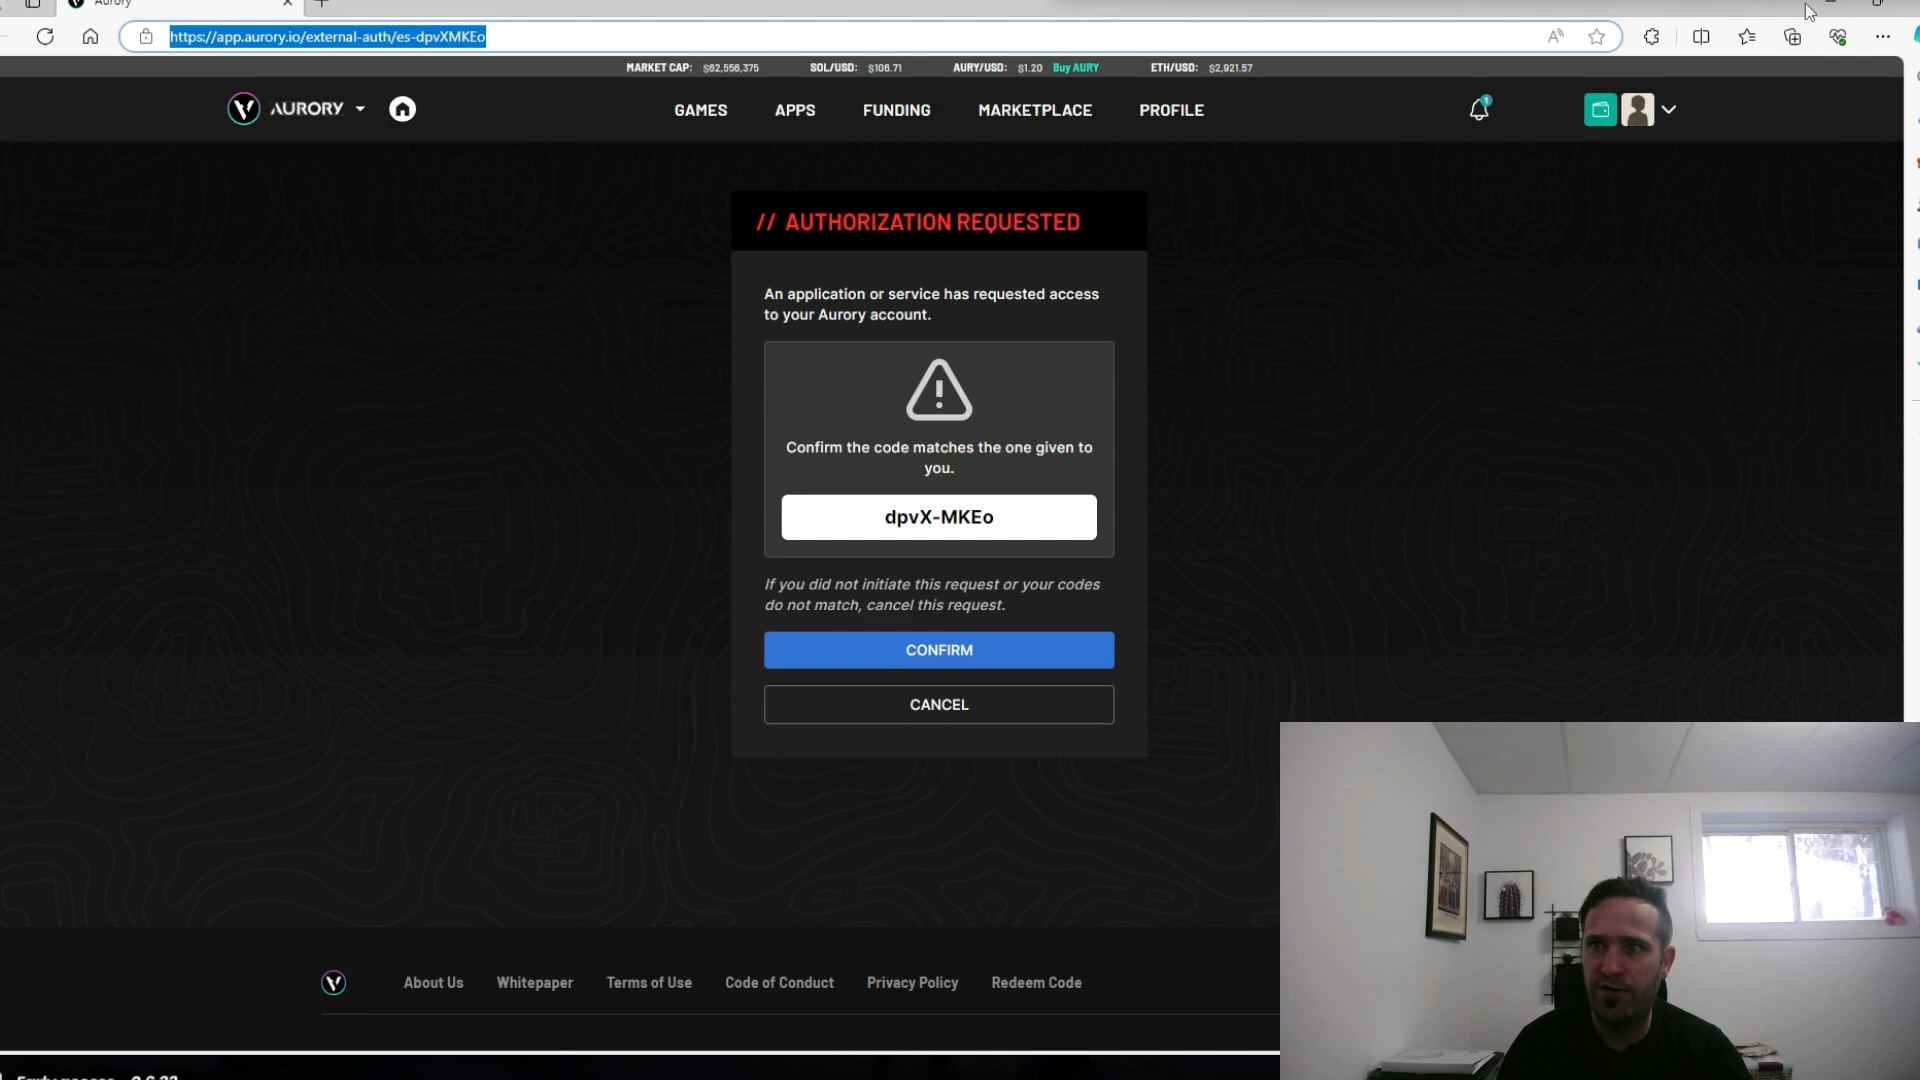 Aurory
https://app.aurory.io/external-auth/es-dpvXMKEo
MARKET CAP: $62,556,375 SOL/USD: $106.71 AURY/USD: $1.20 Buy AURY ETH/USD: $2,921.57
AURORY
GAMES APPS FUNDING MARKETPLACE PROFILE
1
// AUTHORIZATION REQUESTED
An application or service has requested access
to your Aurory account.
Confirm the code matches the one given to
you.
dpvX-MKEo
If you did not initiate this request or your codes
do not match, cancel this request.
CONFIRM
CANCEL
About Us Whitepaper Terms of Use Code of Conduct Privacy Policy Redeem Code